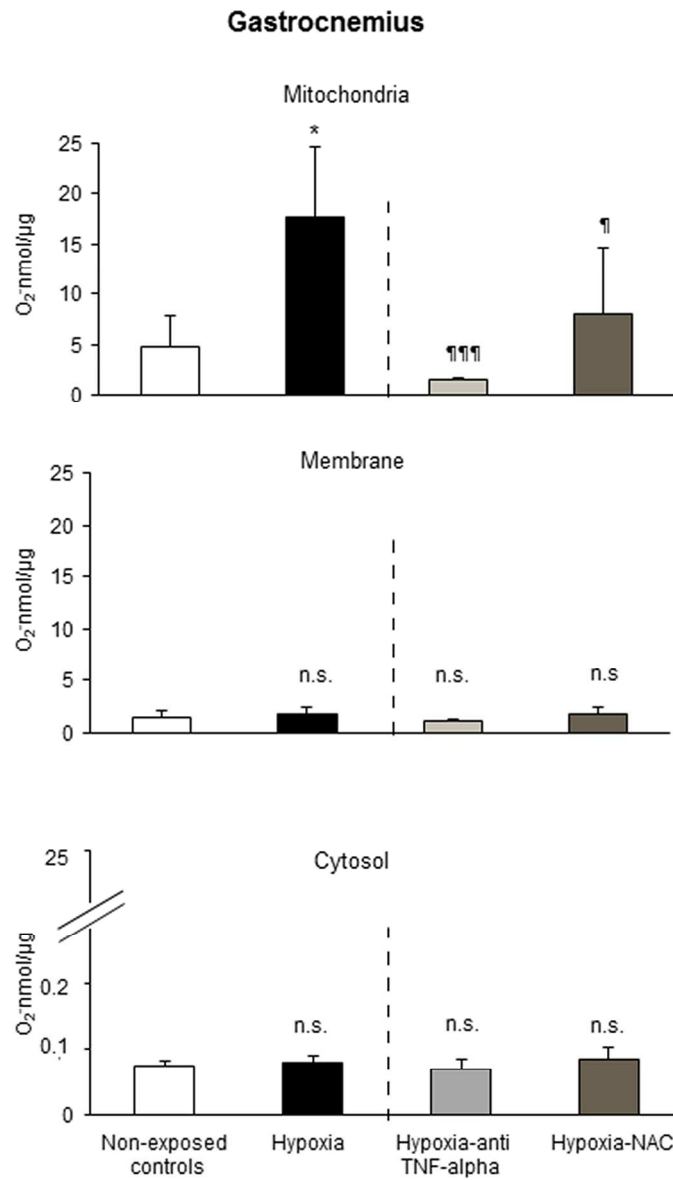 Gastrocnemius
Mitochondria
O₂⁻nmol/µg
25
20
15
10
5
0
*
¶¶¶
¶
Membrane
O₂⁻nmol/µg
25
20
15
10
5
0
n.s.
n.s.
n.s
Cytosol
O₂⁻nmol/µg
25
0.2
0.1
0
n.s.
n.s.
n.s.
Non-exposed
controls
Hypoxia
Hypoxia-anti
TNF-alpha
Hypoxia-NAC